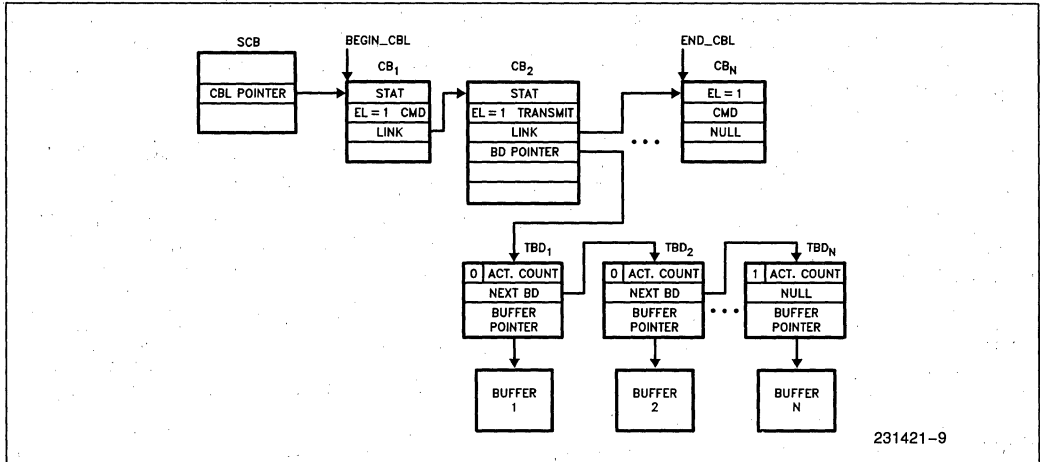 SCB
CBL POINTER
BEGIN_CBL
CB1
STAT
EL = 1 CMD
LINK
CB2
STAT
EL = 1 TRANSMIT
LINK
BD POINTER
• • •
END_CBL
CBN
EL = 1
CMD
NULL
TBD1
0 ACT. COUNT
NEXT BD
BUFFER
POINTER
TBD2
0 ACT. COUNT
NEXT BD
BUFFER
POINTER
• • •
TBDN
1 ACT. COUNT
NULL
BUFFER
POINTER
BUFFER
1
BUFFER
2
BUFFER
N
231421-9